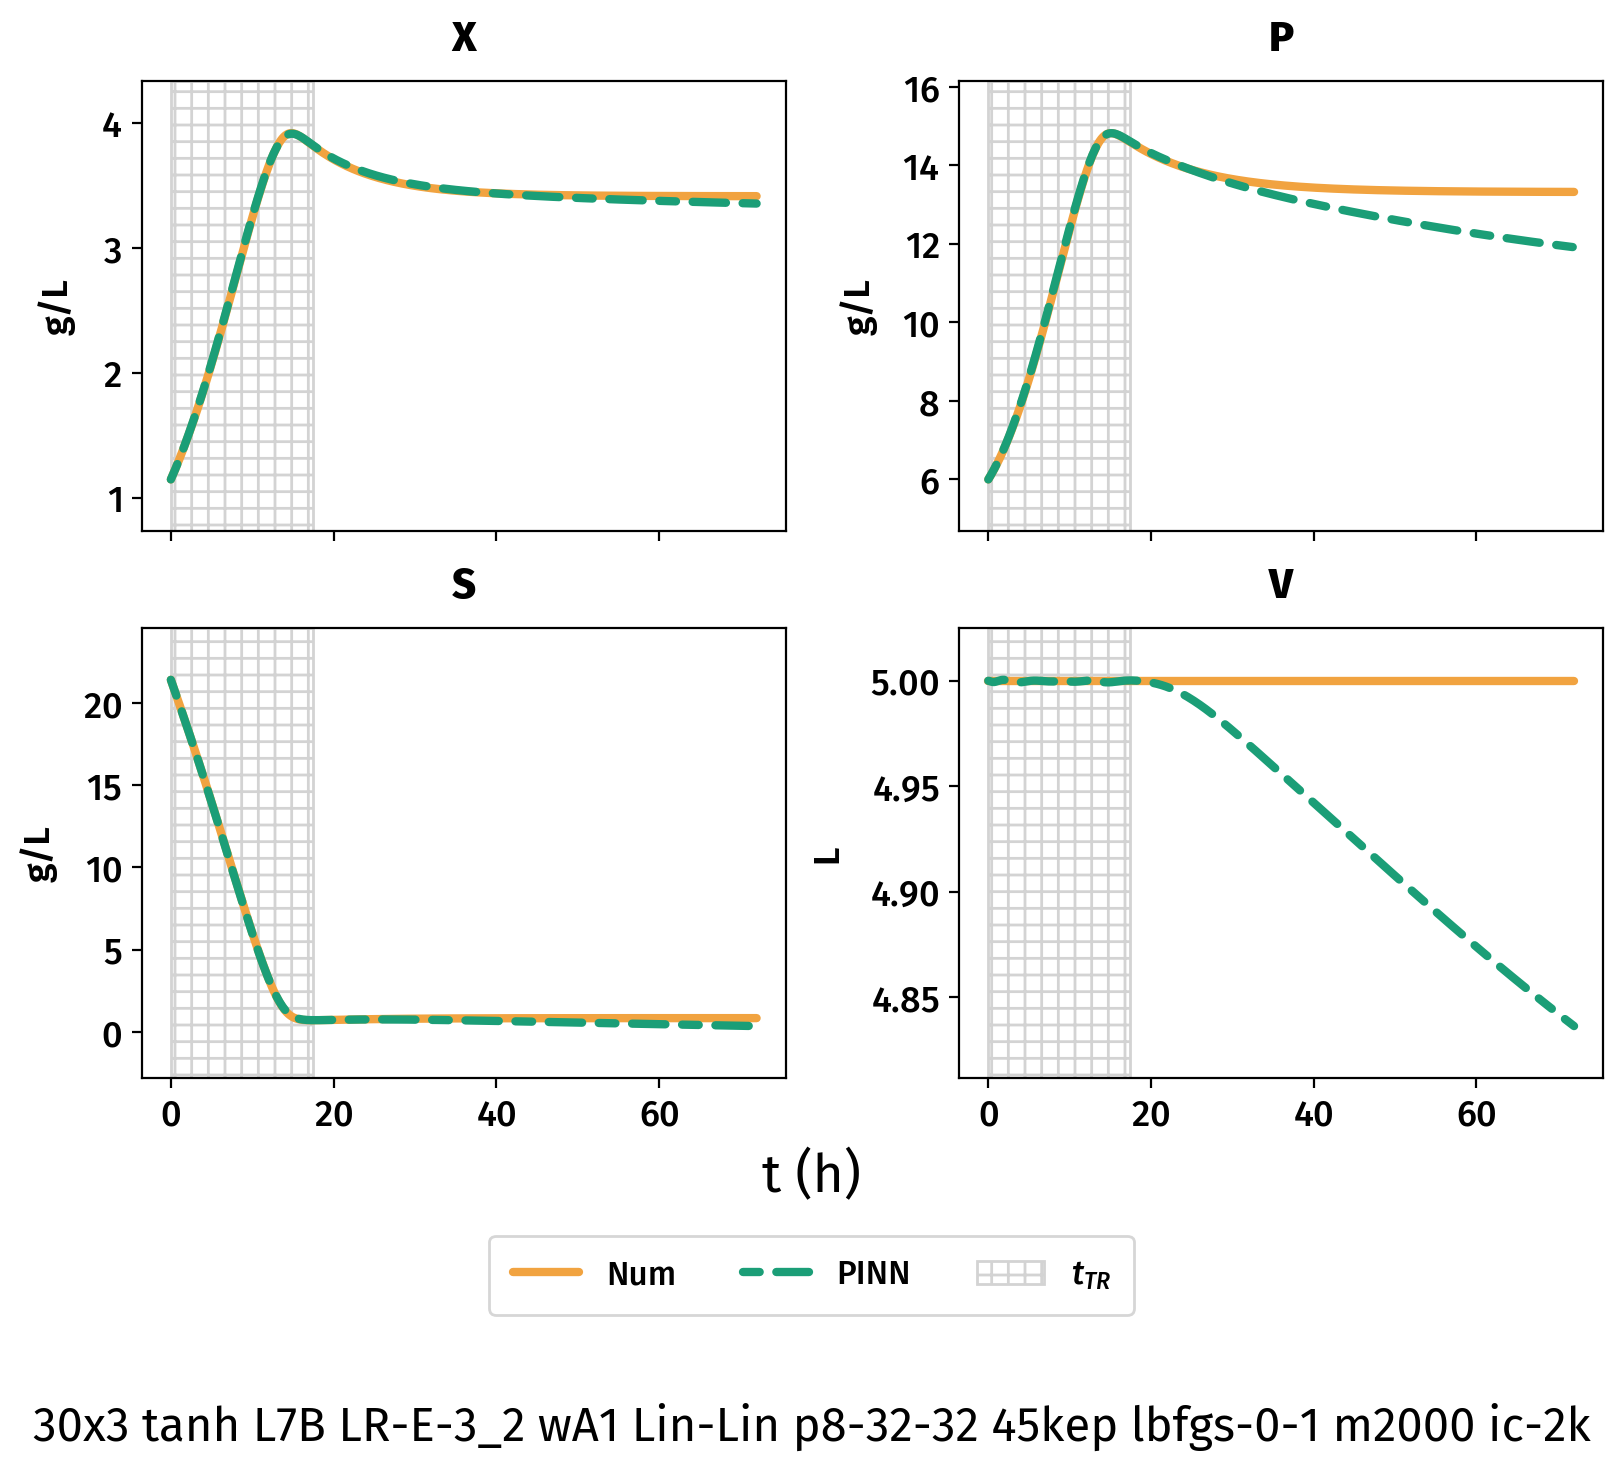 X
P
4
3
2
1
g/L
16
14
12
10
8
6
g/L
S
V
20
15
10
5
0
g/L
0 20 40 60
5.00
4.95
4.90
4.85
L
0 20 40 60
t (h)
Num PINN t_TR
30x3 tanh L7B LR-E-3_2 wA1 Lin-Lin p8-32-32 45kep lbfgs-0-1 m2000 ic-2k